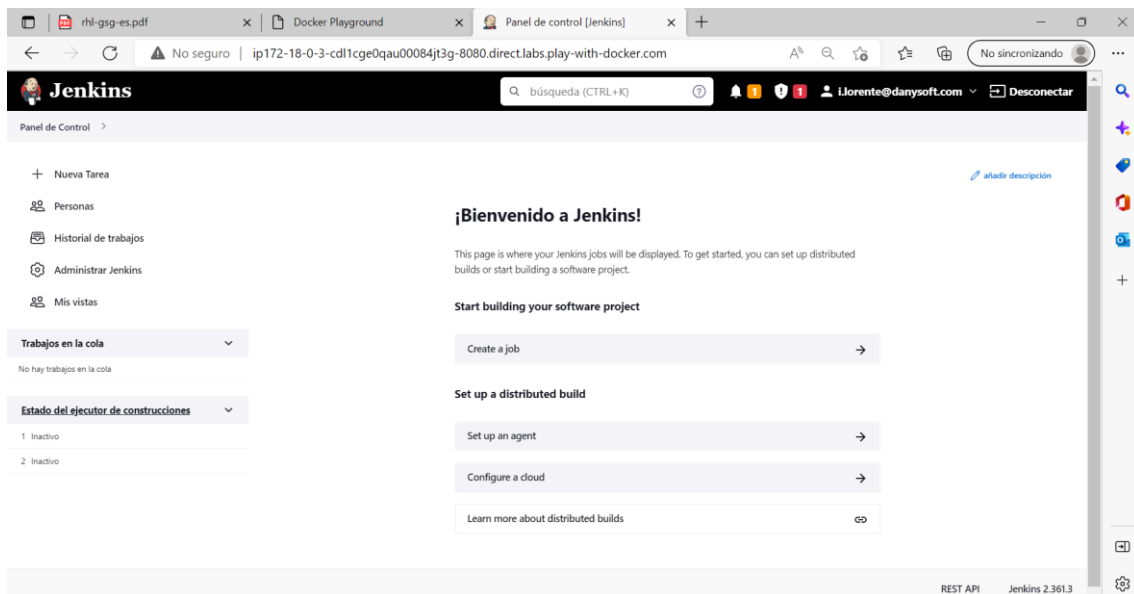 rhl-gsg-es.pdf
Docker Playground
Panel de control [Jenkins]
No seguro
ip172-18-0-3-cdl1cge0qau00084jt3g-8080.direct.labs.play-with-docker.com
No sincronizando
Jenkins
búsqueda (CTRL+K)
1
1
i.lorente@danysoft.com
Desconectar
Panel de Control
Nueva Tarea
Personas
Historial de trabajos
Administrar Jenkins
Mis vistas
Trabajos en la cola
No hay trabajos en la cola
Estado del ejecutor de construcciones
1 Inactivo
2 Inactivo
añadir descripción
¡Bienvenido a Jenkins!
This page is where your Jenkins jobs will be displayed. To get started, you can set up distributed
builds or start building a software project.
Start building your software project
Create a job
Set up a distributed build
Set up an agent
Configure a cloud
Learn more about distributed builds
REST API
Jenkins 2.361.3